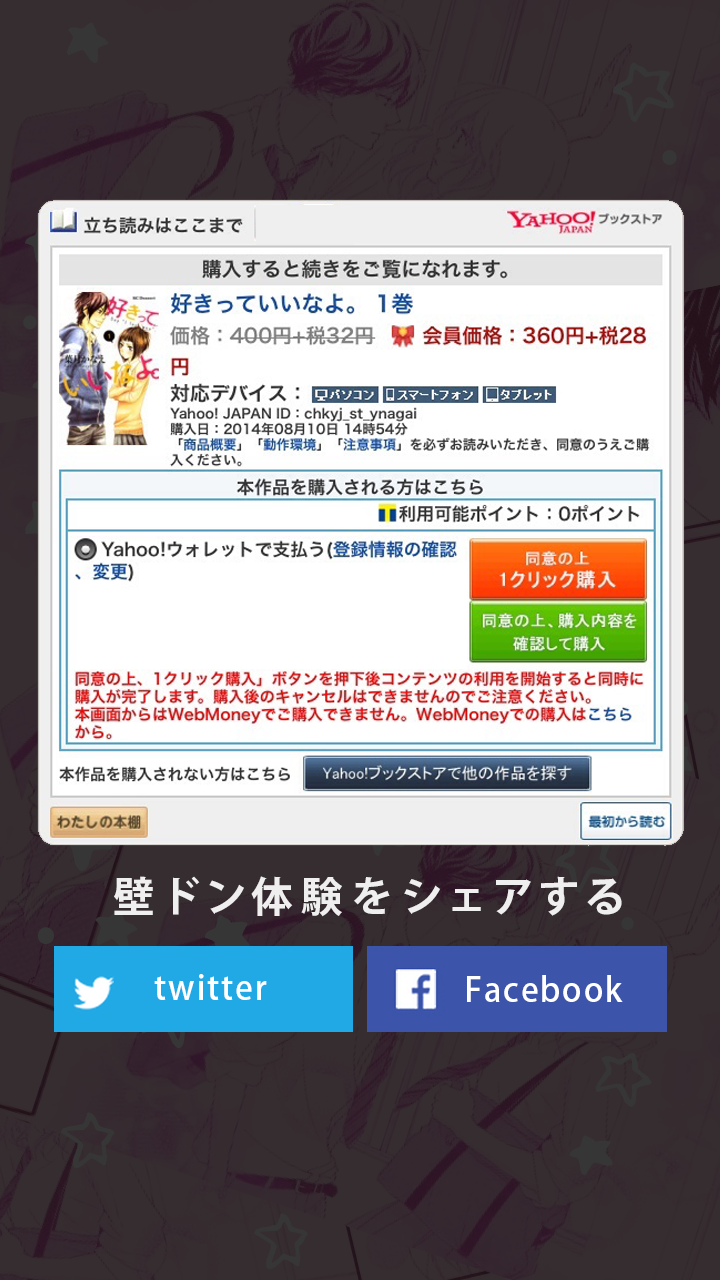 立ち読みはここまで
YAHOO! JAPAN ブックストア
購入すると続きをご覧になれます。
好きって
いいなよ。
1
葉月かなえ
好きっていいなよ。 1巻
価格：400円+税32円 会員価格：360円+税28
円
対応デバイス： パソコン スマートフォン タブレット
Yahoo! JAPAN ID：chkyj_st_ynagai
購入日：2014年08月10日 14時54分
「商品概要」「動作環境」「注意事項」を必ずお読みいただき、同意のうえご購
入ください。
本作品を購入される方はこちら
利用可能ポイント：0ポイント
Yahoo!ウォレットで支払う(登録情報の確認
、変更)
同意の上
1クリック購入
同意の上、購入内容を
確認して購入
同意の上、1クリック購入」ボタンを押下後コンテンツの利用を開始すると同時に
購入が完了します。購入後のキャンセルはできませんのでご注意ください。
本画面からはWebMoneyでご購入できません。WebMoneyでの購入はこちら
から。
本作品を購入されない方はこちら Yahoo!ブックストアで他の作品を探す
わたしの本棚 最初から読む
壁ドン体験をシェアする
twitter Facebook